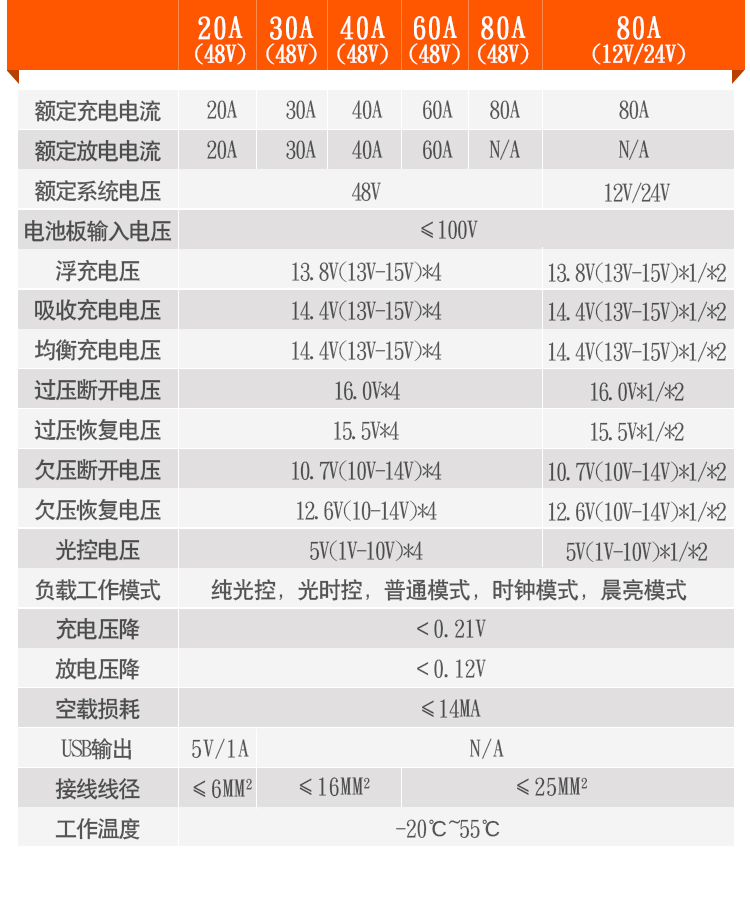 20A 30A 40A 60A 80A 80A
(48V) (48V) (48V) (48V) (48V) (12V/24V)
额定充电电流 20A 30A 40A 60A 80A 80A
额定放电电流 20A 30A 40A 60A N/A N/A
额定系统电压 48V 12V/24V
电池板输入电压 ≤100V
浮充电压 13.8V(13V-15V)*4 13.8V(13V-15V)*1/*2
吸收充电电压 14.4V(13V-15V)*4 14.4V(13V-15V)*1/*2
均衡充电电压 14.4V(13V-15V)*4 14.4V(13V-15V)*1/*2
过压断开电压 16.0V*4 16.0V*1/*2
过压恢复电压 15.5V*4 15.5V*1/*2
欠压断开电压 10.7V(10V-14V)*4 10.7V(10V-14V)*1/*2
欠压恢复电压 12.6V(10-14V)*4 12.6V(10V-14V)*1/*2
光控电压 5V(1V-10V)*4 5V(1V-10V)*1/*2
负载工作模式 纯光控，光时控，普通模式，时钟模式，晨亮模式
充电压降 <0.21V
放电压降 <0.12V
空载损耗 ≤14MA
USB输出 5V/1A N/A
接线线径 ≤6MM² ≤16MM² ≤25MM²
工作温度 -20℃~55℃